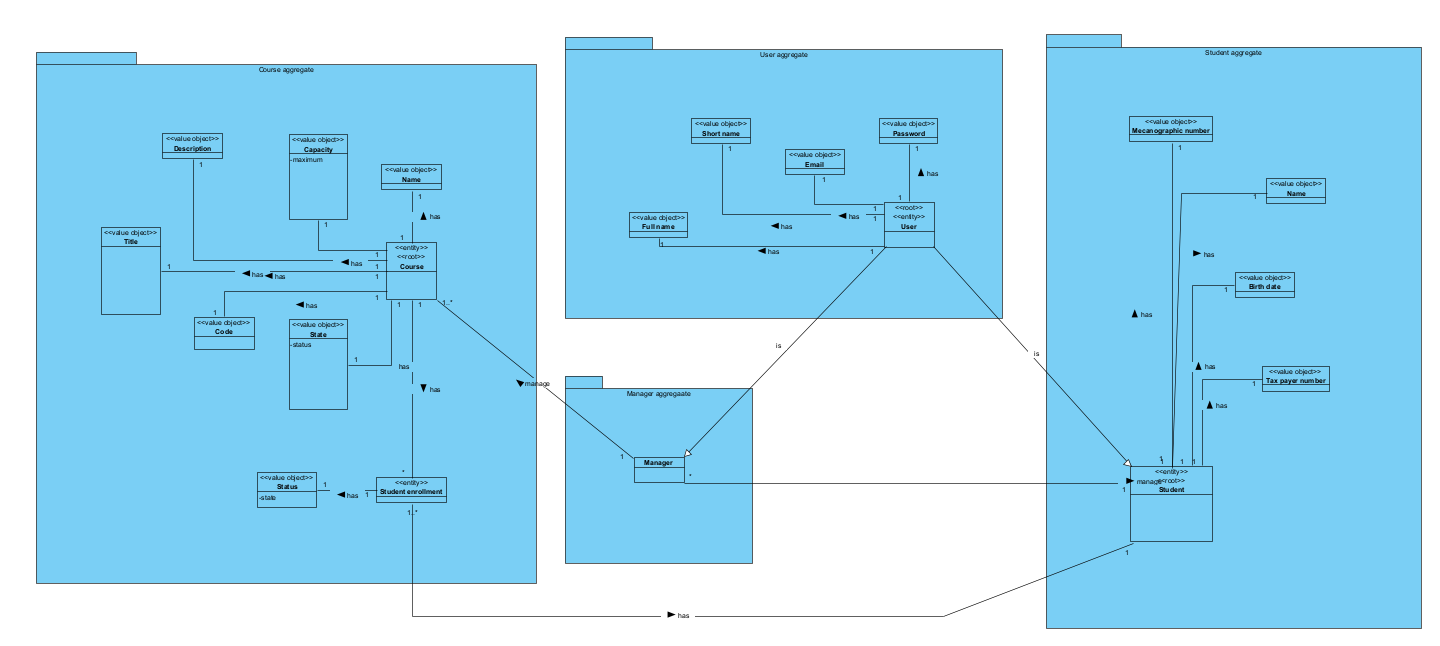 Course aggregate
<<value object>>
Description
1
<<value object>>
Capacity
-maximum
1
<<value object>>
Name
1
has
1
<<value object>>
Title
1
has
has
has
1
1
1
<<entity>>
<<root>>
Course
has
1
1
1
1..*
1
<<value object>>
Code
<<value object>>
State
-status
1
has
has
manage
*
<<value object>>
Status
-state
1
has
1
<<entity>>
Student enrollment
1..*
has
User aggregate
<<value object>>
Short name
1
<<value object>>
Email
1
<<value object>>
Password
1
has
1
<<value object>>
Full name
1
has
has
has
1
1
1
<<root>>
<<entity>>
User
is
is
Manager aggregaate
1
Manager
*
Student aggregate
<<value object>>
Mecanographic number
1
<<value object>>
Name
1
has
<<value object>>
Birth date
1
has
has
<<value object>>
Tax payer number
1
has
1
1
1
1
<<entity>>
manage
<<root>>
Student
1
1